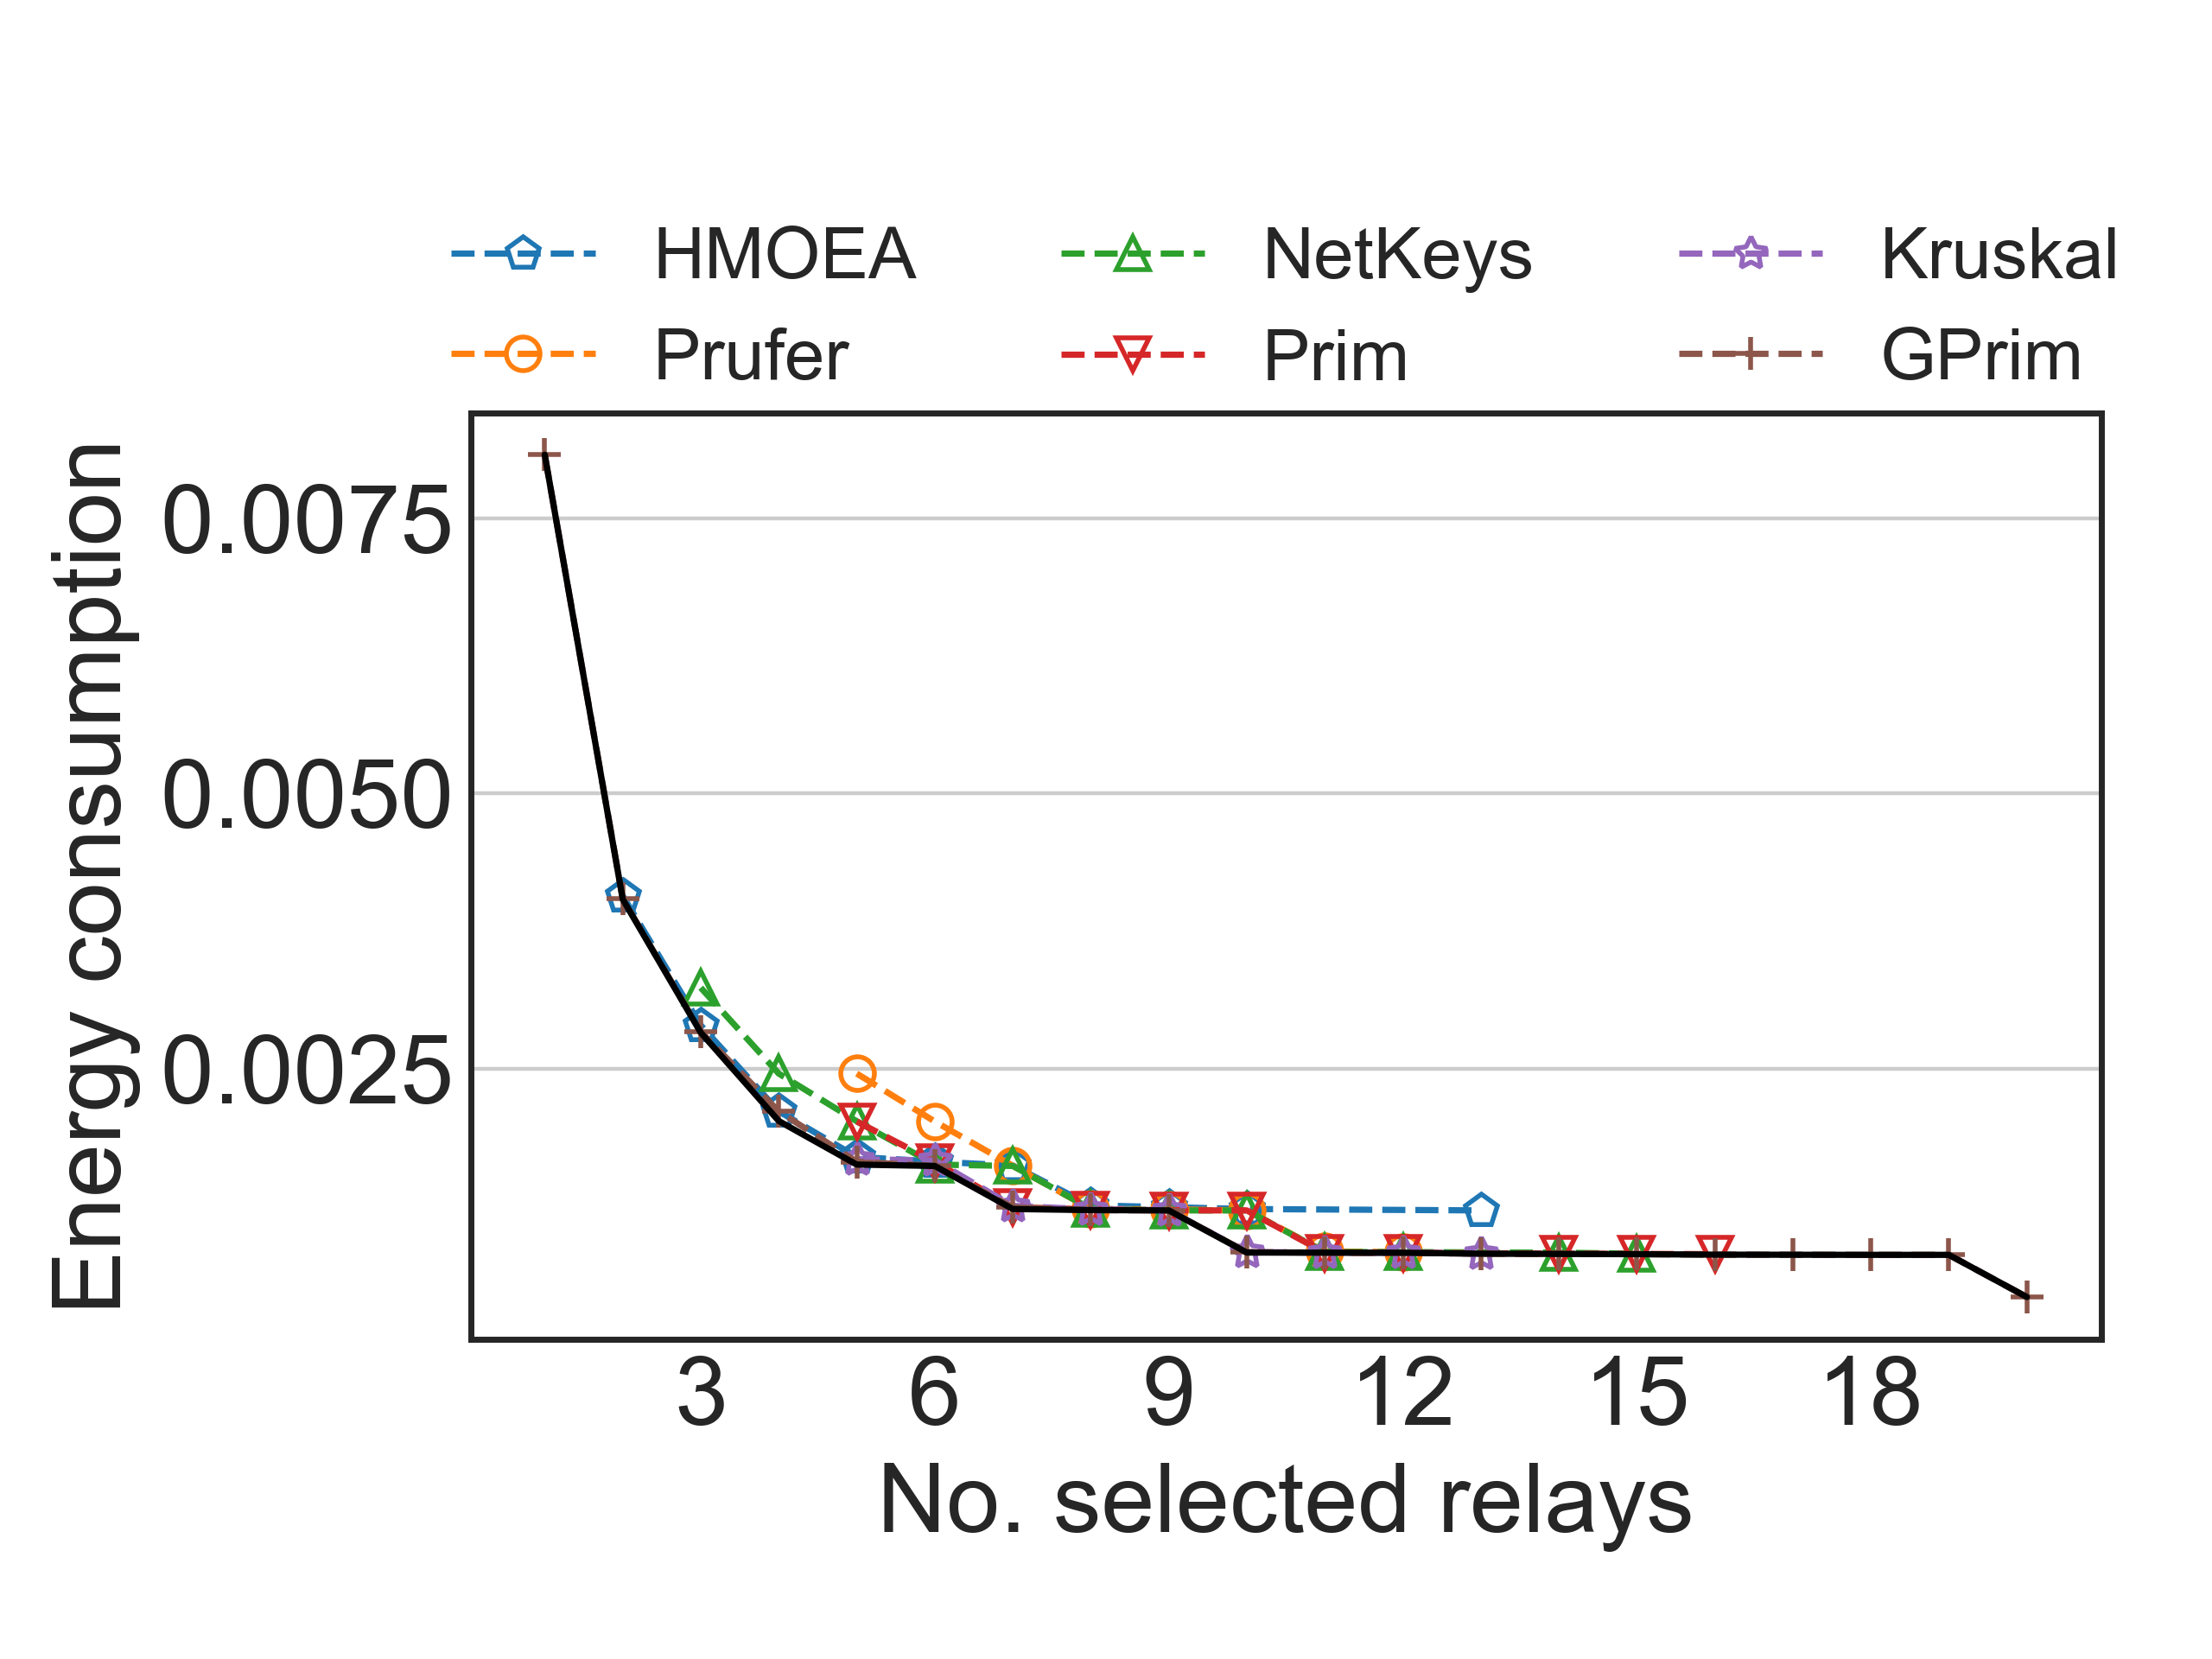 HMOEA NetKeys Kruskal
Prufer Prim GPrim
Energy consumption
0.0075
0.0050
0.0025
3 6 9 12 15 18
No. selected relays